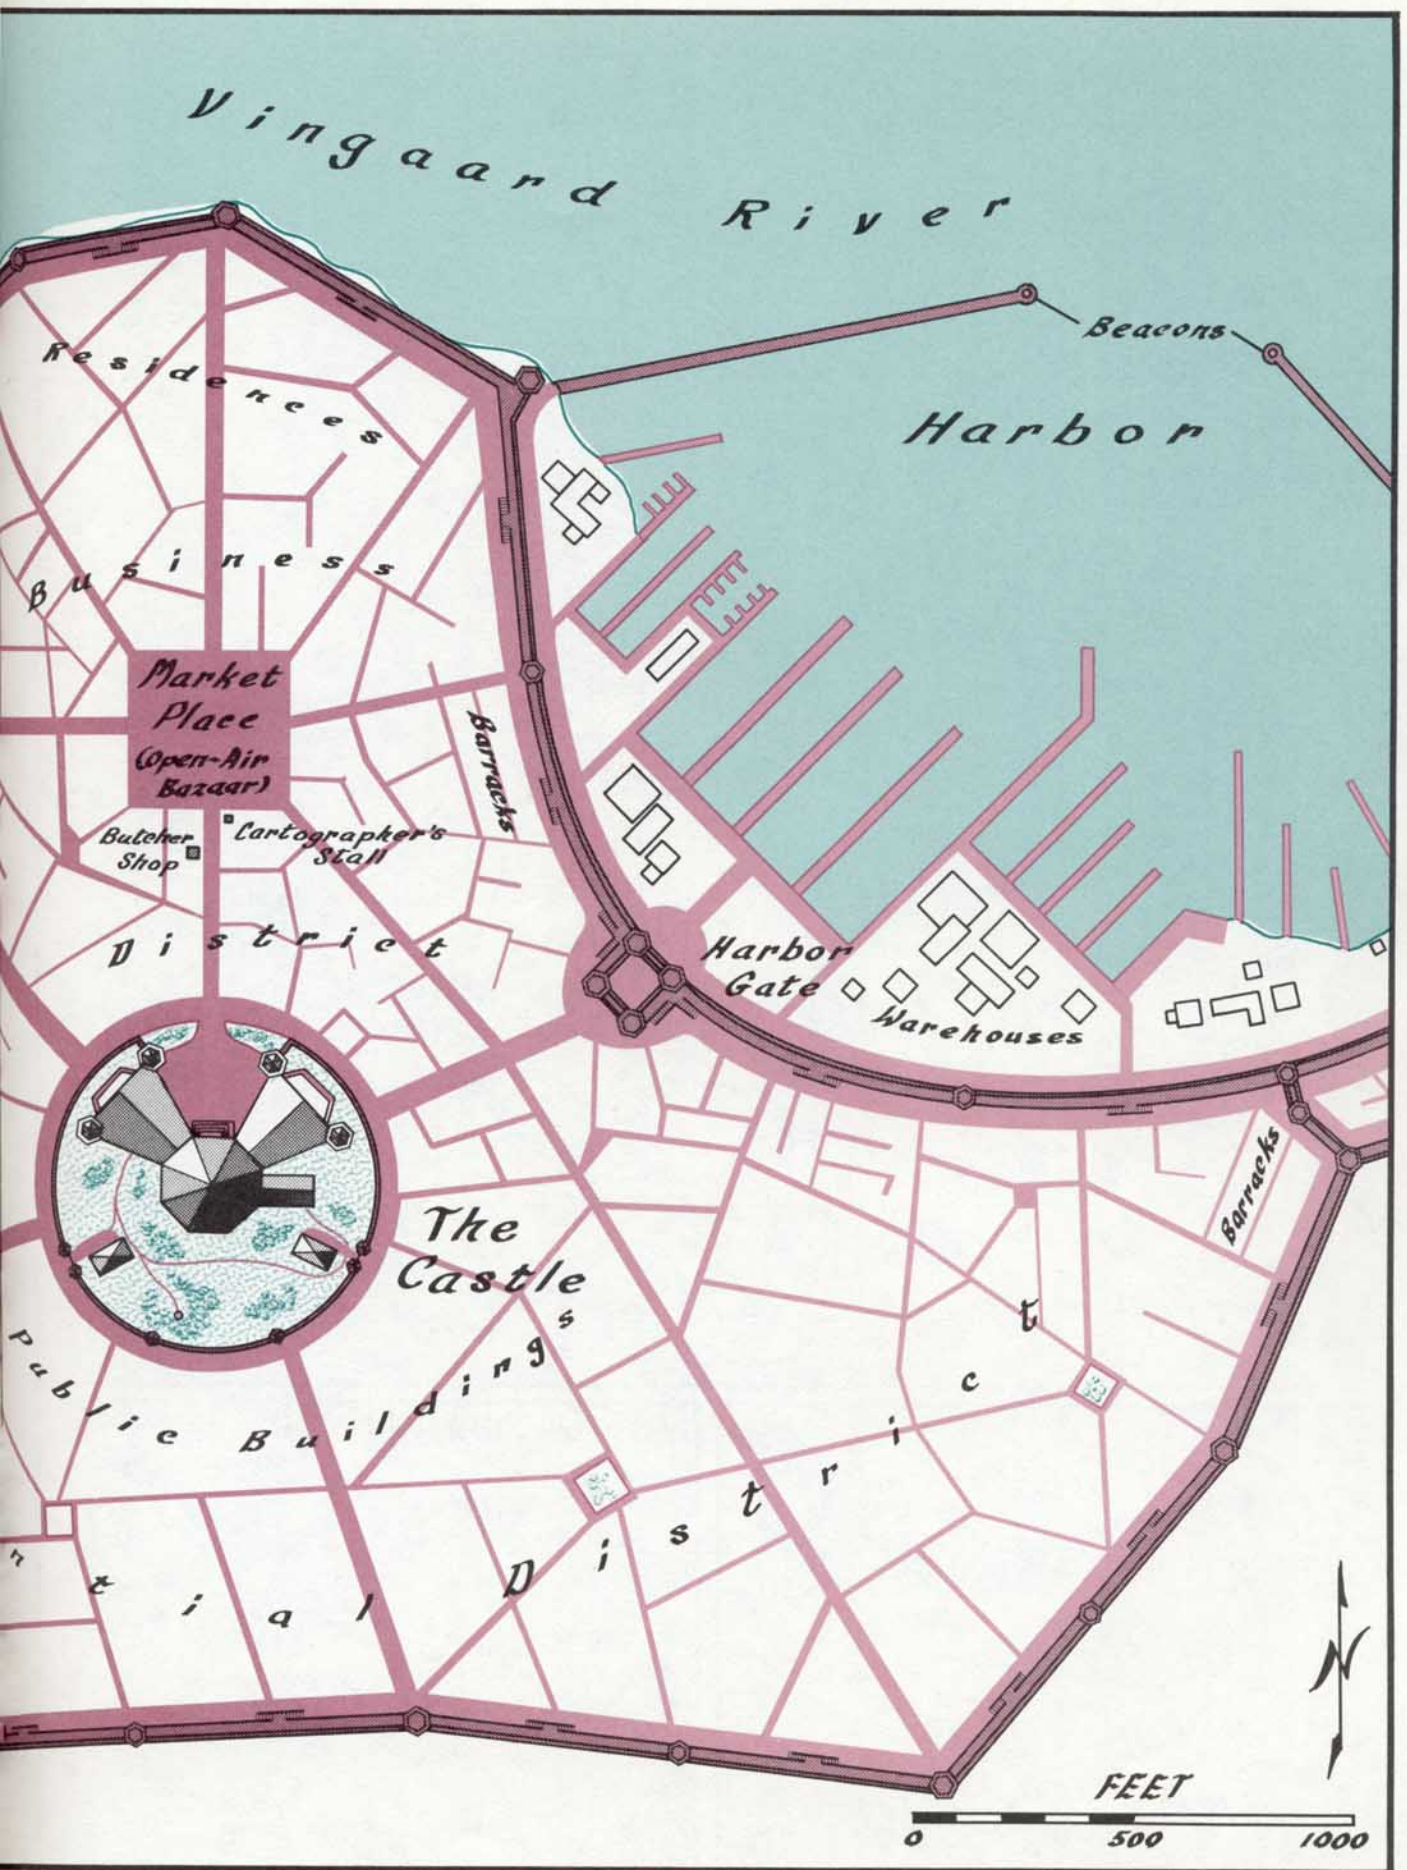 Vingaard River
Beacons
Harbor
Residences
Business
Market
Place
(Open-Air
Bazaar)
Barracks
Butcher
Shop
Cartographer's
Stall
District
Harbor
Gate
Warehouses
Barracks
The
Castle
Public Buildings
ntial District
N
FEET
0 500 1000